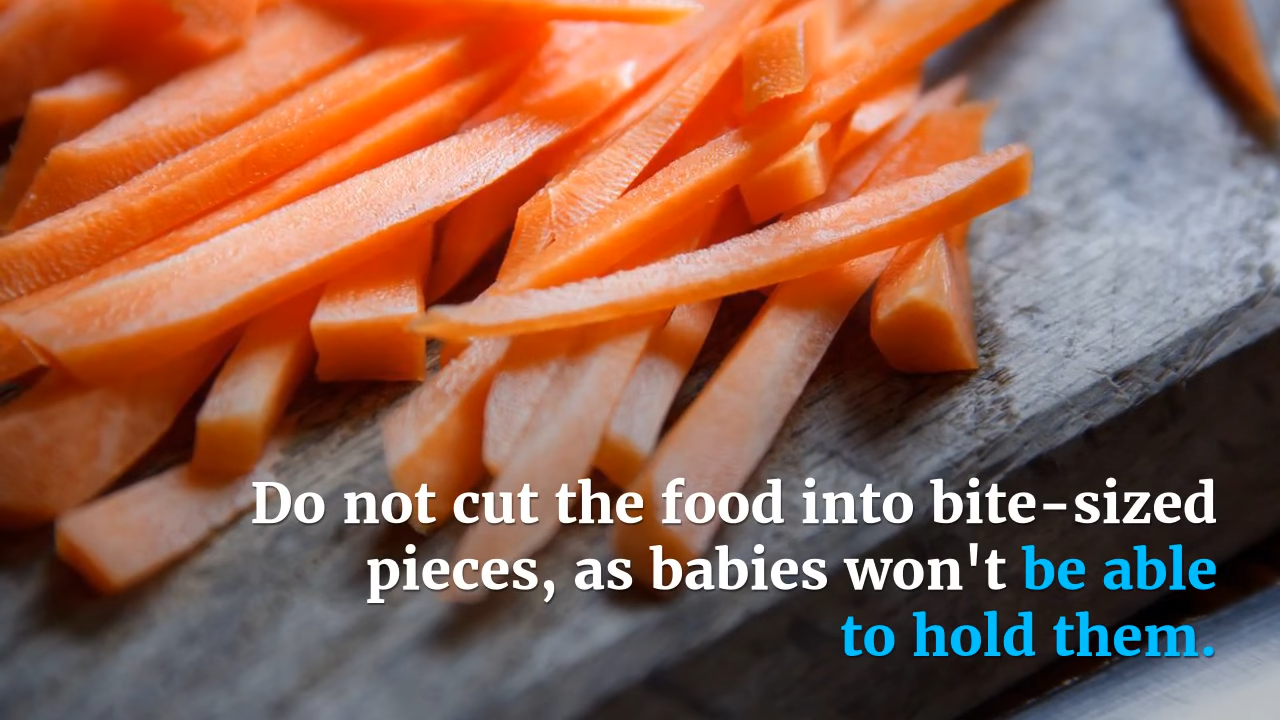 Do not cut the food into bite-sized
pieces, as babies won't be able
to hold them.